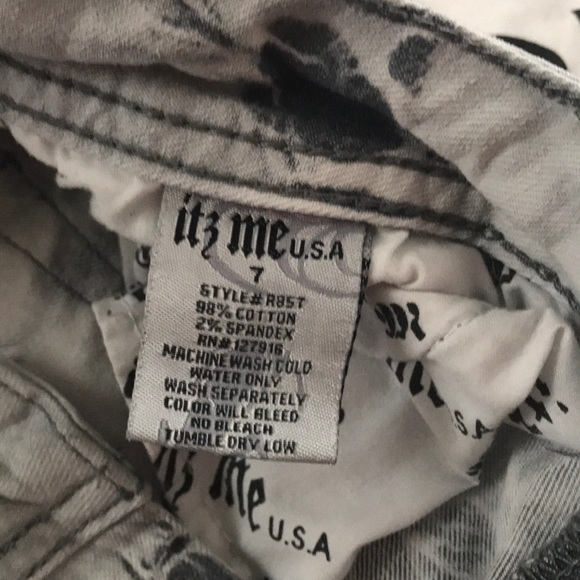 itz me U.S.A
7
STYLE# R85T
98% COTTON
2% SPANDEX
RN# 127916
MACHINE WASH COLD
WATER ONLY
WASH SEPARATELY
COLOR WILL BLEED
NO BLEACH
TUMBLE DRY LOW
itz me U.S.A
U.S.A